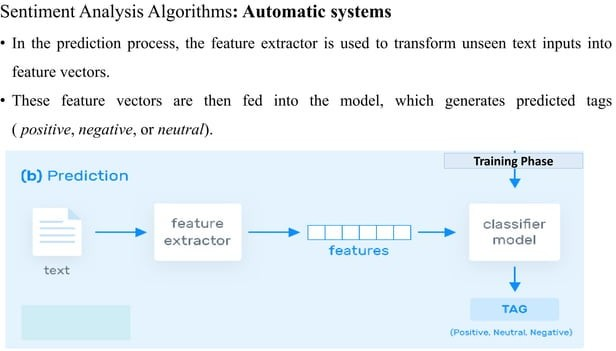 Sentiment Analysis Algorithms: Automatic systems
• In the prediction process, the feature extractor is used to transform unseen text inputs into
feature vectors.
• These feature vectors are then fed into the model, which generates predicted tags
( positive, negative, or neutral).
Training Phase
(b) Prediction
text
feature
extractor
features
classifier
model
TAG
(Positive, Neutral, Negative)